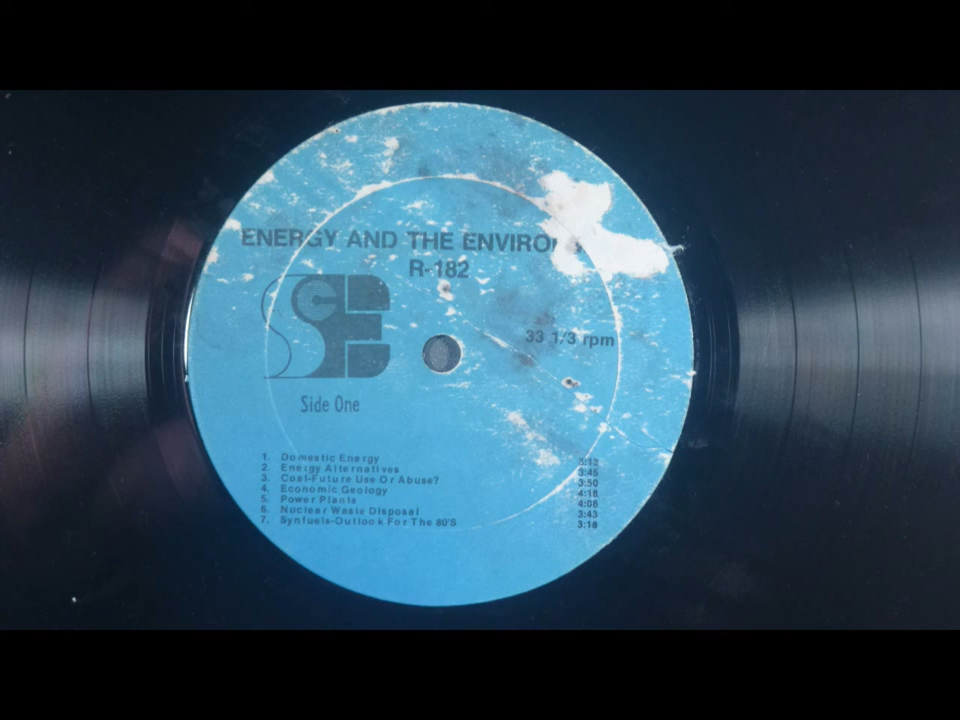 ENERGY AND THE
R-182
SCE
33 1/3 rpm
Side One
1. Domestic Energy 3:13
2. Energy Alternatives 3:45
3. Coal-Future Use Or Abuse? 3:50
4. Economic Geology 4:18
5. Power Plants 4:06
6. Nuclear Waste Disposal 3:43
7. Synfuels-Outlook For The 80'S 3:18